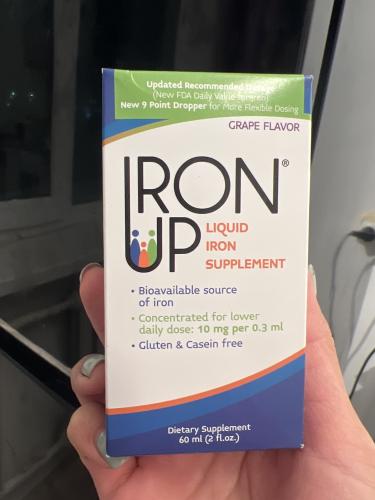 Updated Recommended
(New FDA Daily Value
New 9 Point Dropper for More Flexible Dosing
GRAPE FLAVOR
IRON®
UP
LIQUID
IRON
SUPPLEMENT
• Bioavailable source
of iron
• Concentrated for lower
daily dose: 10 mg per 0.3 ml
• Gluten & Casein free
Dietary Supplement
60 ml (2 fl.oz.)